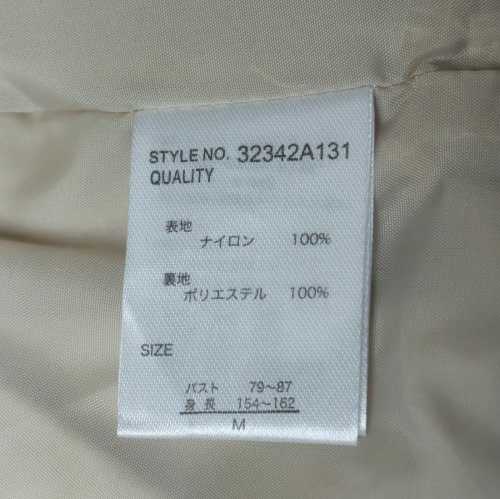 STYLE NO. 32342A131
QUALITY
表地
ナイロン 100%
裏地
ポリエステル 100%
SIZE
バスト 79~87
身長 154~162
M